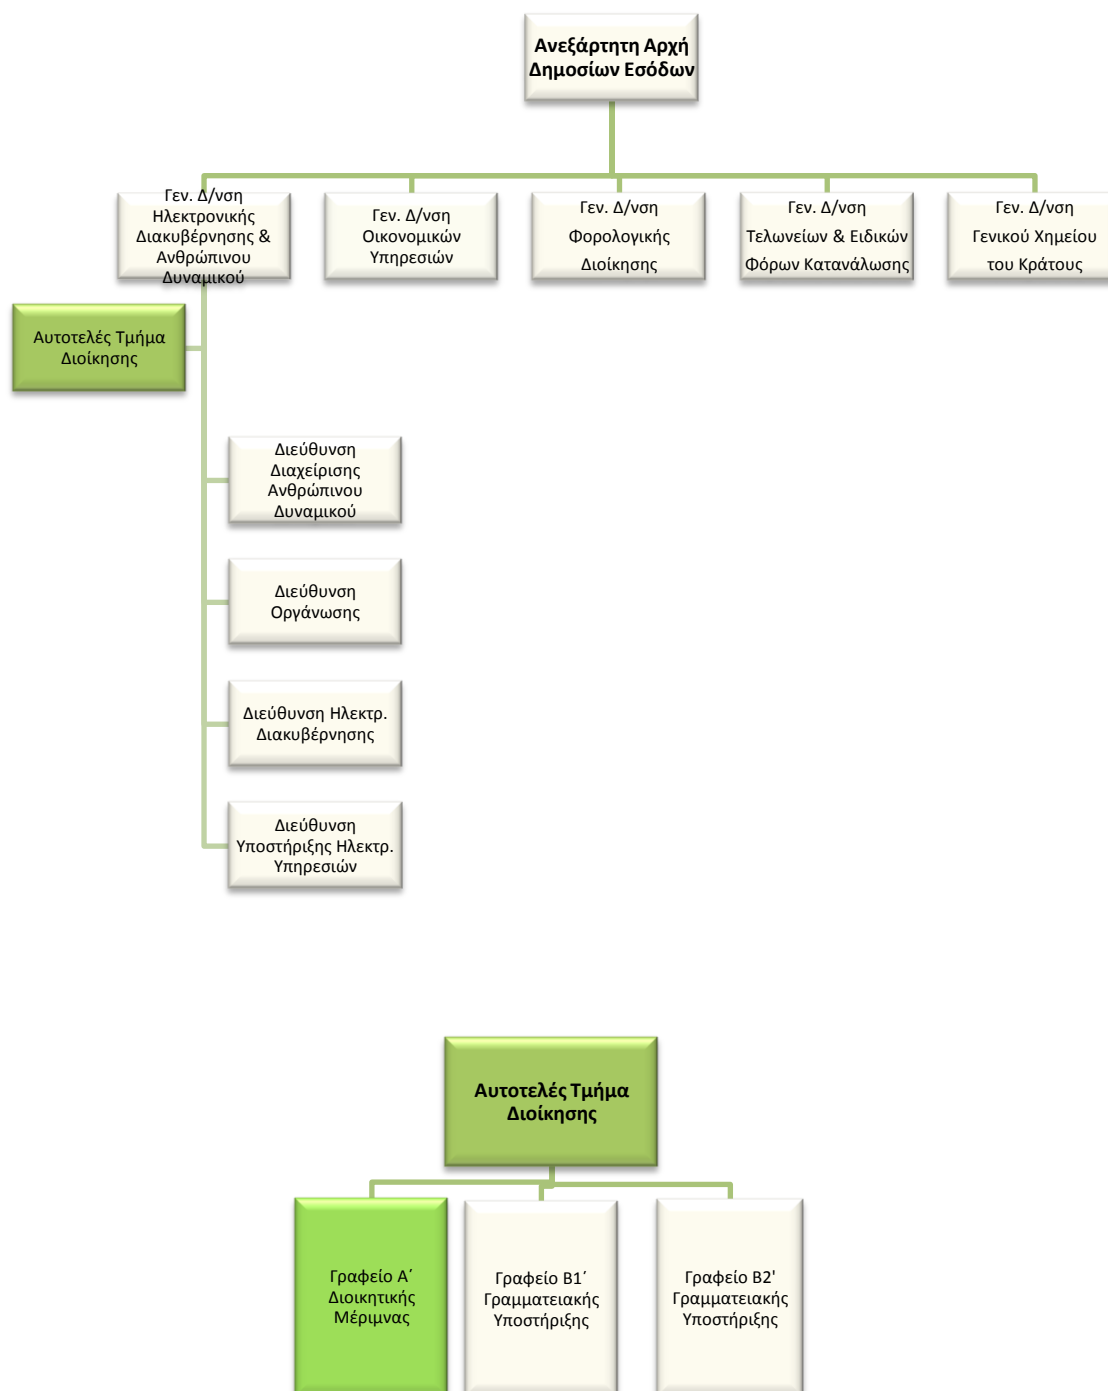 Ανεξάρτητη Αρχή
Δημοσίων Εσόδων
Γεν. Δ/νση
Ηλεκτρονικής
Διακυβέρνησης &
Ανθρώπινου
Δυναμικού
Γεν. Δ/νση
Οικονομικών
Υπηρεσιών
Γεν. Δ/νση
Φορολογικής
Διοίκησης
Γεν. Δ/νση
Τελωνείων & Ειδικών
Φόρων Κατανάλωσης
Γεν. Δ/νση
Γενικού Χημείου
του Κράτους
Αυτοτελές Τμήμα
Διοίκησης
Διεύθυνση
Διαχείρισης
Ανθρώπινου
Δυναμικού
Διεύθυνση
Οργάνωσης
Διεύθυνση Ηλεκτρ.
Διακυβέρνησης
Διεύθυνση
Υποστήριξης Ηλεκτρ.
Υπηρεσιών
Αυτοτελές Τμήμα
Διοίκησης
Γραφείο Α΄
Διοικητικής
Μέριμνας
Γραφείο Β1΄
Γραμματειακής
Υποστήριξης
Γραφείο Β2'
Γραμματειακής
Υποστήριξης